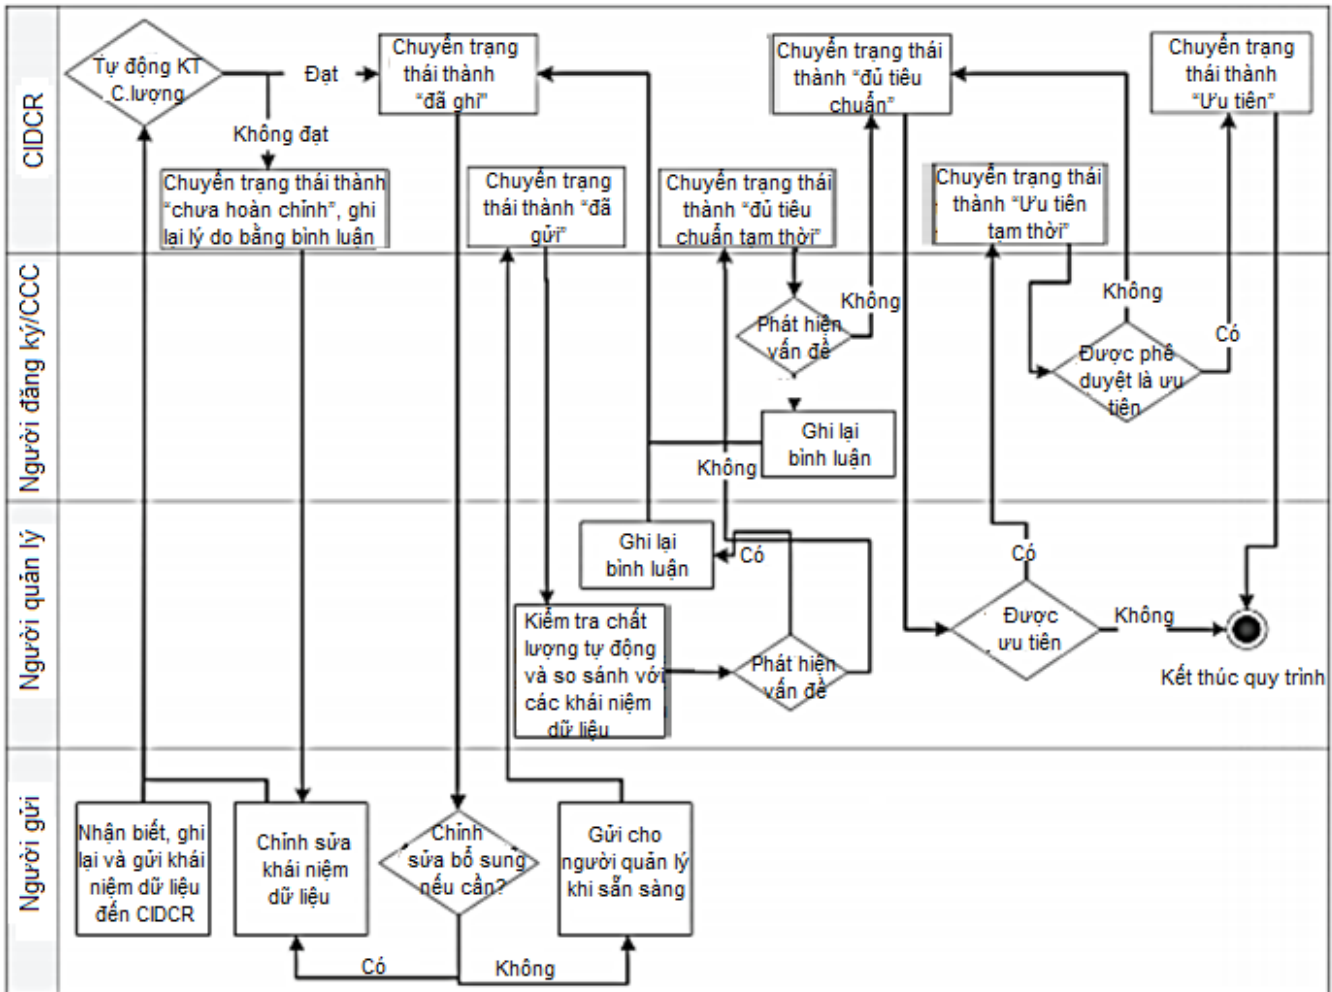 CIDCR
Tự động KT
C.lượng
Đạt
Không đạt
Chuyển trạng
thái thành
“đã ghi”
Chuyển trạng thái thành
“chưa hoàn chỉnh”, ghi
lại lý do bằng bình luận
Chuyển trạng
thái thành “đã
gửi”
Chuyển trạng thái
thành “đủ tiêu
chuẩn tạm thời”
Chuyển trạng thái
thành “đủ tiêu
chuẩn”
Chuyển trạng thái
thành “Ưu tiên
tạm thời”
Chuyển trạng
thái thành
“Ưu tiên”
Người đăng ký/CCC
Phát hiện
vấn đề
Không
Ghi lại
bình luận
Không
Không
Có
Được phê
duyệt là ưu
tiên
Người quản lý
Ghi lại
bình luận
Có
Kiểm tra chất
lượng tự động
và so sánh với
các khái niệm
dữ liệu
Phát hiện
vấn đề
Có
Được
ưu tiên
Không
Kết thúc quy trình
Người gửi
Nhận biết, ghi
lại và gửi khái
niệm dữ liệu
đến CIDCR
Chỉnh sửa
khái niệm
dữ liệu
Chỉnh
sửa bổ sung
nếu cần?
Gửi cho
người quản lý
khi sẵn sàng
Có
Không